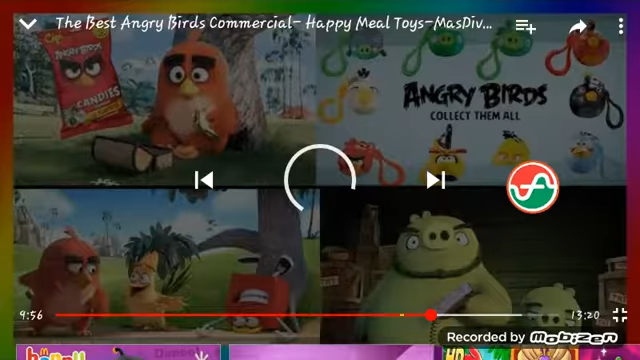 The Best Angry Birds Commercial– Happy Meal Toys–MasDiv...
ANGRY BIRDS
CANDIES
ANGRY BIRDS
COLLECT THEM ALL
9:56
13:20
Recorded by Mobizen
HD